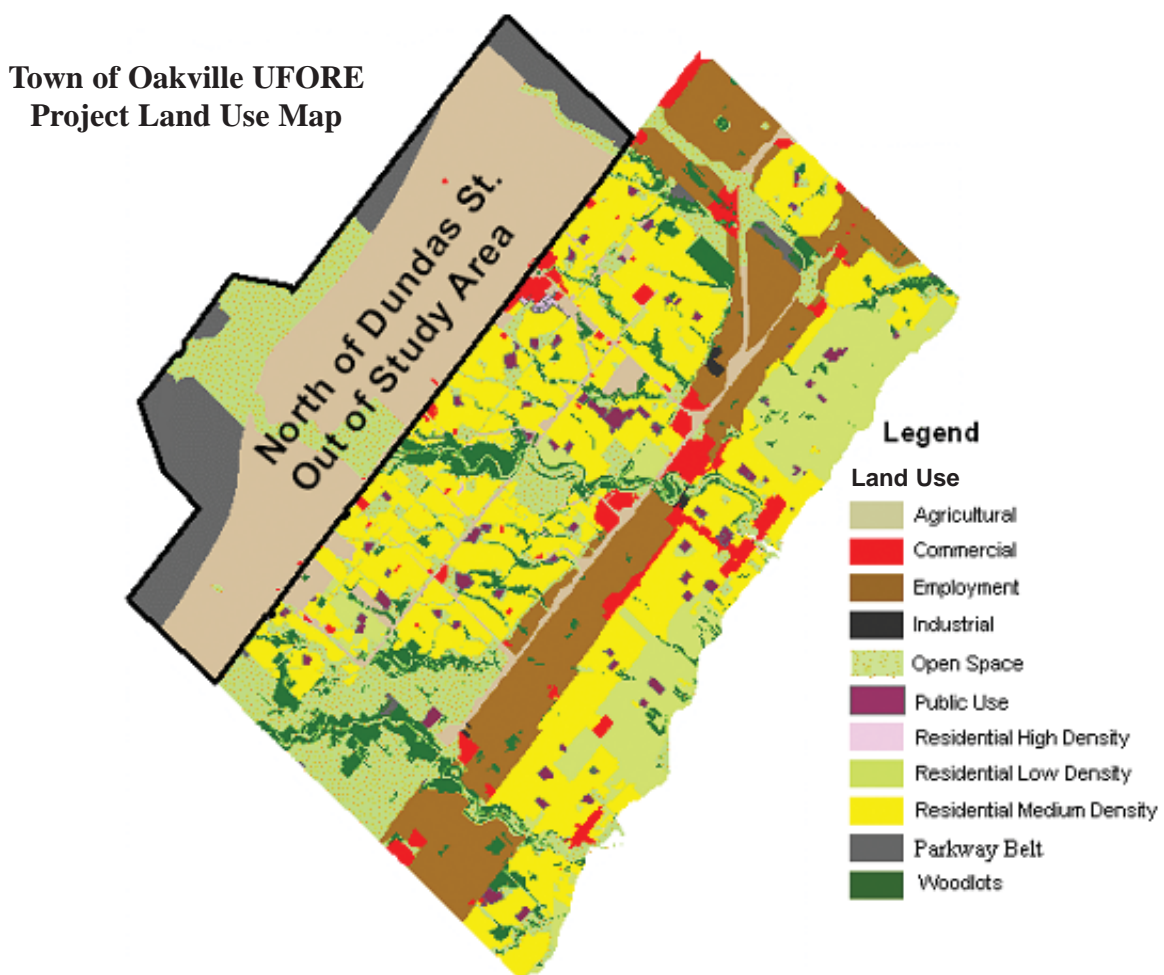 Town of Oakville UFORE
Project Land Use Map
North of Dundas St.
Out of Study Area
Legend
Land Use
Agricultural
Commercial
Employment
Industrial
Open Space
Public Use
Residential High Density
Residential Low Density
Residential Medium Density
Parkway Belt
Woodlots